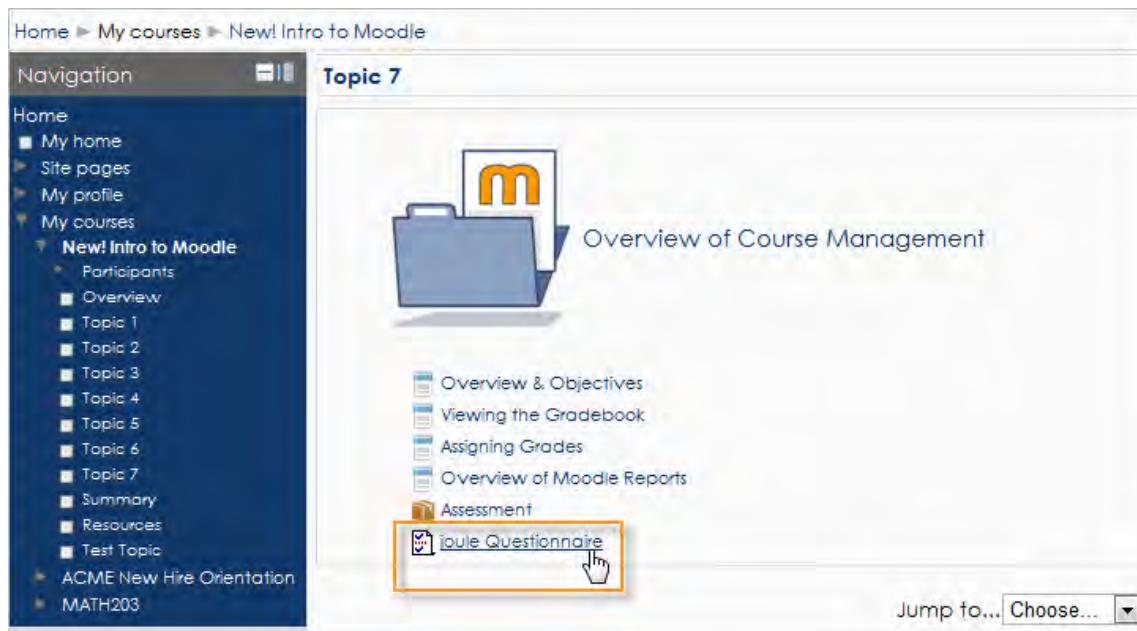 Home ► My courses ► New! Intro to Moodle
Navigation
Home
My home
Site pages
My profile
My courses
New! Intro to Moodle
Participants
Overview
Topic 1
Topic 2
Topic 3
Topic 4
Topic 5
Topic 6
Topic 7
Summary
Resources
Test Topic
ACME New Hire Orientation
MATH203
Topic 7
m
Overview of Course Management
Overview & Objectives
Viewing the Gradebook
Assigning Grades
Overview of Moodle Reports
Assessment
joule Questionnaire
Jump to... Choose...